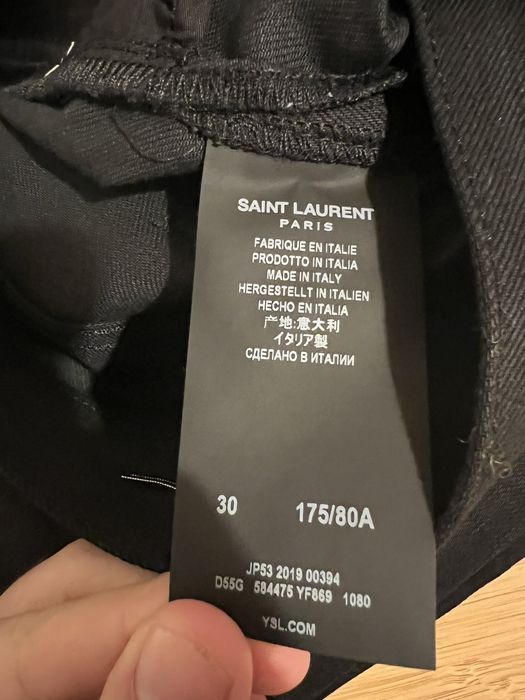 SAINT LAURENT
PARIS
FABRIQUE EN ITALIE
PRODOTTO IN ITALIA
MADE IN ITALY
HERGESTELLT IN ITALIEN
HECHO EN ITALIA
产地:意大利
イタリア製
СДЕЛАНО В ИТАЛИИ
30 175/80A
JP53 2019 00394
D55G 584475 YF869 1080
YSL.COM